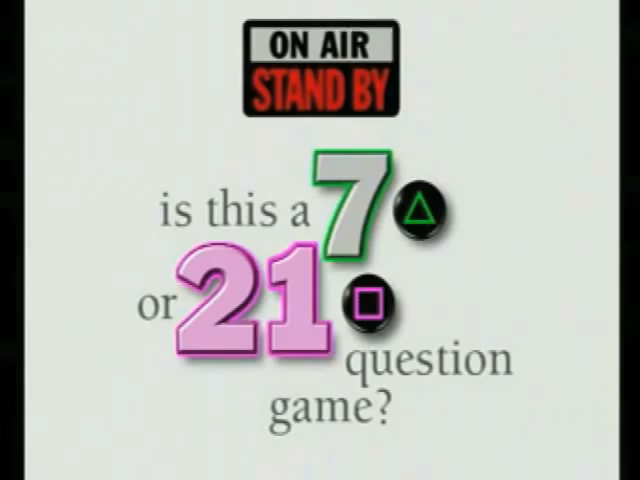 ON AIR
STAND BY
is this a 7
or 21
question
game?